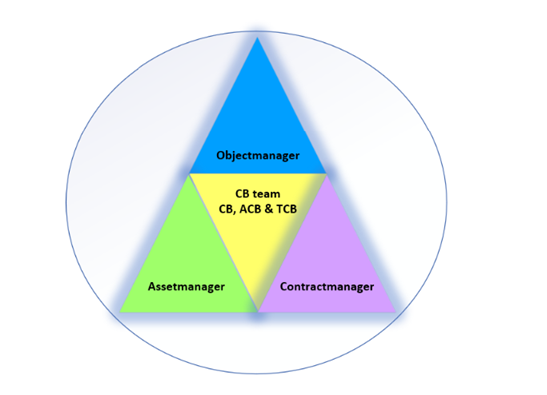 Objectmanager
CB team
CB, ACB & TCB
Assetmanager
Contractmanager